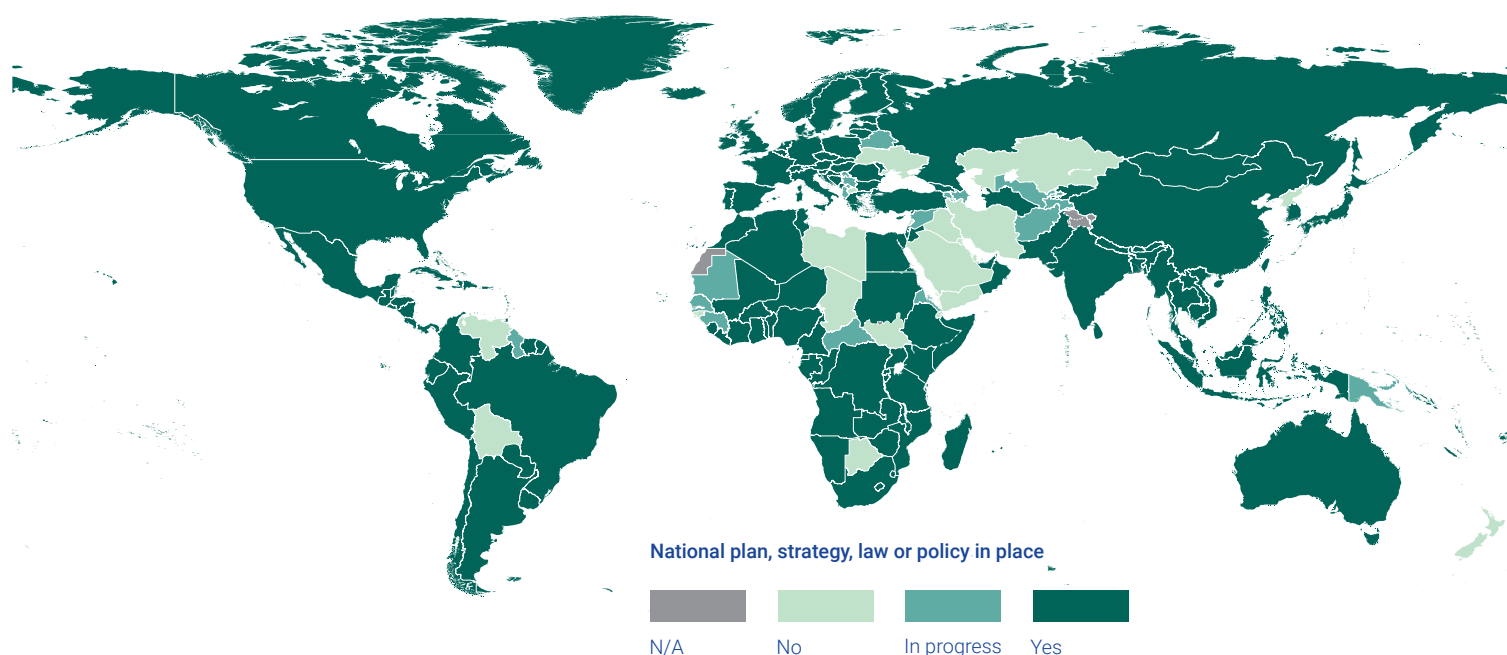 National plan, strategy, law or policy in place
N/A No In progress Yes